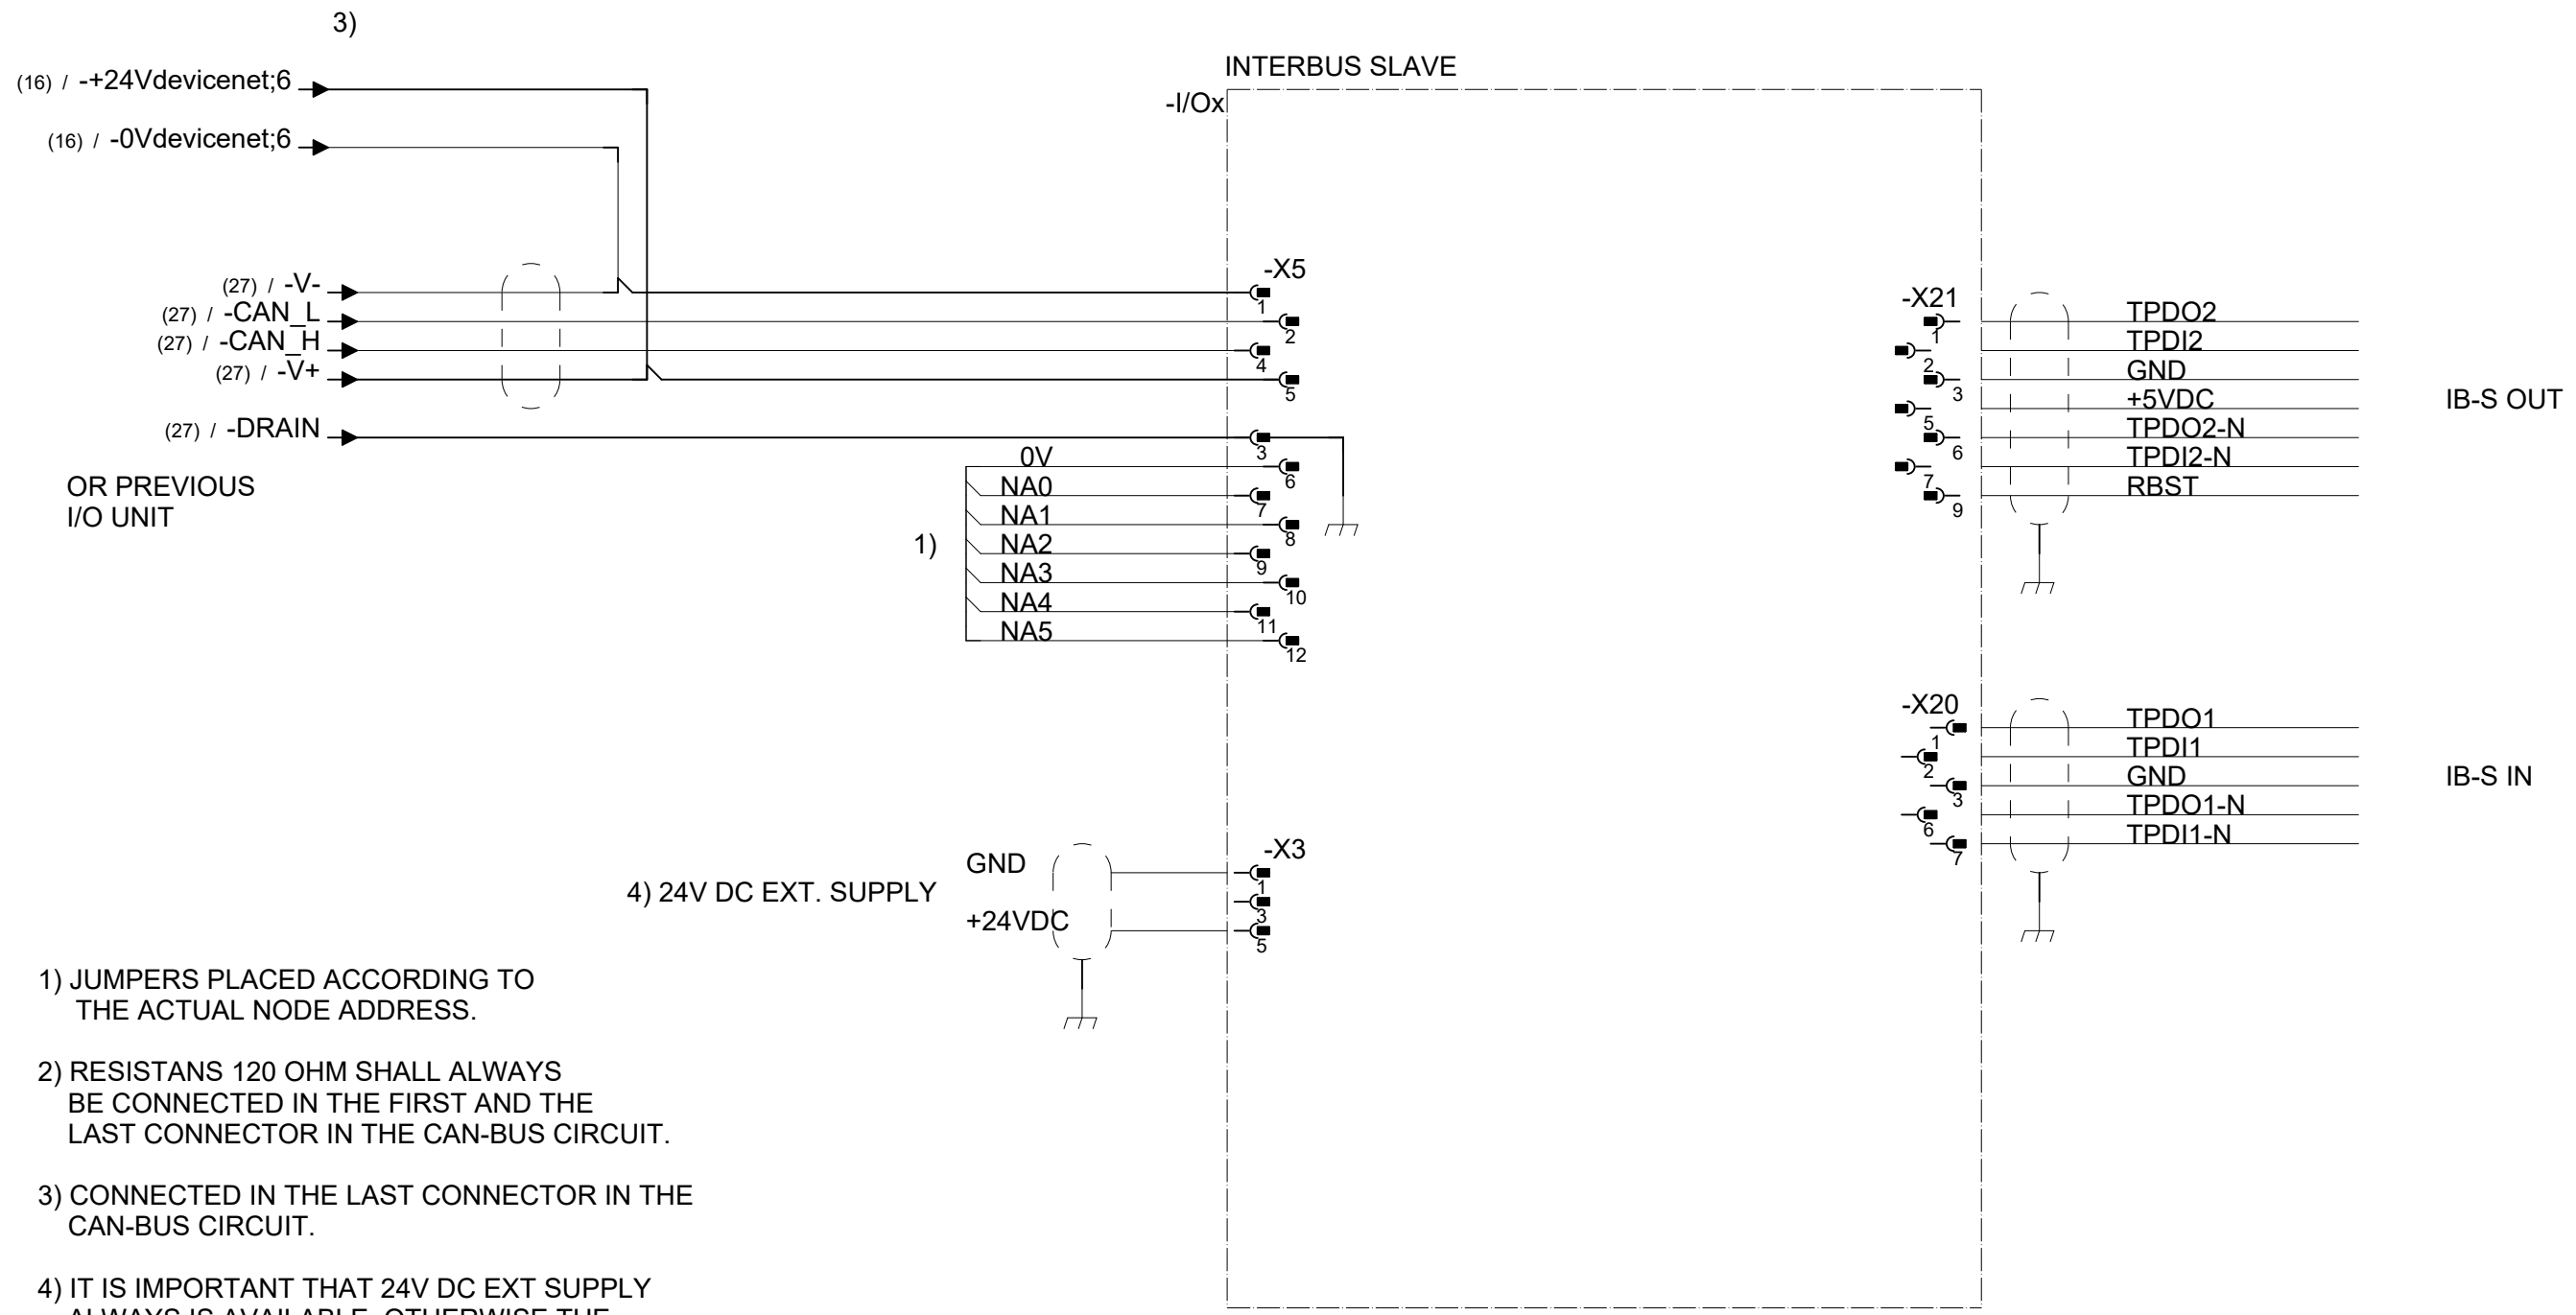 3)
(16) / -+24Vdevicenet;6
(16) / -0Vdevicenet;6
INTERBUS SLAVE
-I/Ox
(27) / -V-
(27) / -CAN_L
(27) / -CAN_H
(27) / -V+
(27) / -DRAIN
OR PREVIOUS
I/O UNIT
-X5
1
2
4
5
3
0V
6
NA0
7
NA1
8
1)
NA2
9
NA3
10
NA4
11
NA5
12
-X21
1
TPDO2
2
TPDI2
3
GND
5
+5VDC
6
TPDO2-N
7
TPDI2-N
9
RBST
IB-S OUT
-X20
1
TPDO1
2
TPDI1
3
GND
6
TPDO1-N
7
TPDI1-N
IB-S IN
-X3
GND
1
4) 24V DC EXT. SUPPLY
3
+24VDC
5
1) JUMPERS PLACED ACCORDING TO
THE ACTUAL NODE ADDRESS.
2) RESISTANS 120 OHM SHALL ALWAYS
BE CONNECTED IN THE FIRST AND THE
LAST CONNECTOR IN THE CAN-BUS CIRCUIT.
3) CONNECTED IN THE LAST CONNECTOR IN THE
CAN-BUS CIRCUIT.
4) IT IS IMPORTANT THAT 24V DC EXT SUPPLY
ALWAYS IS AVAILABLE, OTHERWISE THE